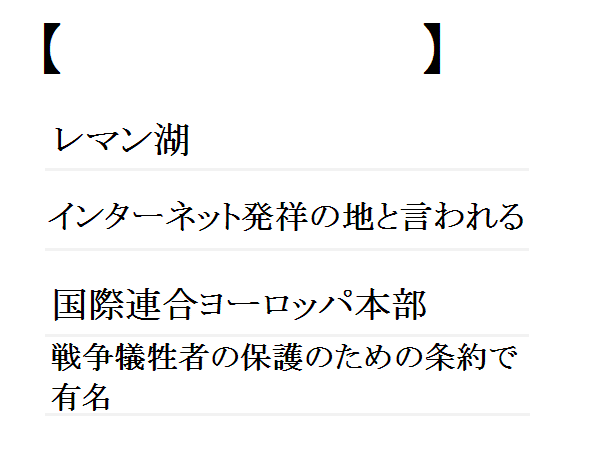 【　　　　　　　　　】
レマン湖
インターネット発祥の地と言われる
国際連合ヨーロッパ本部
戦争犠牲者の保護のための条約で
有名